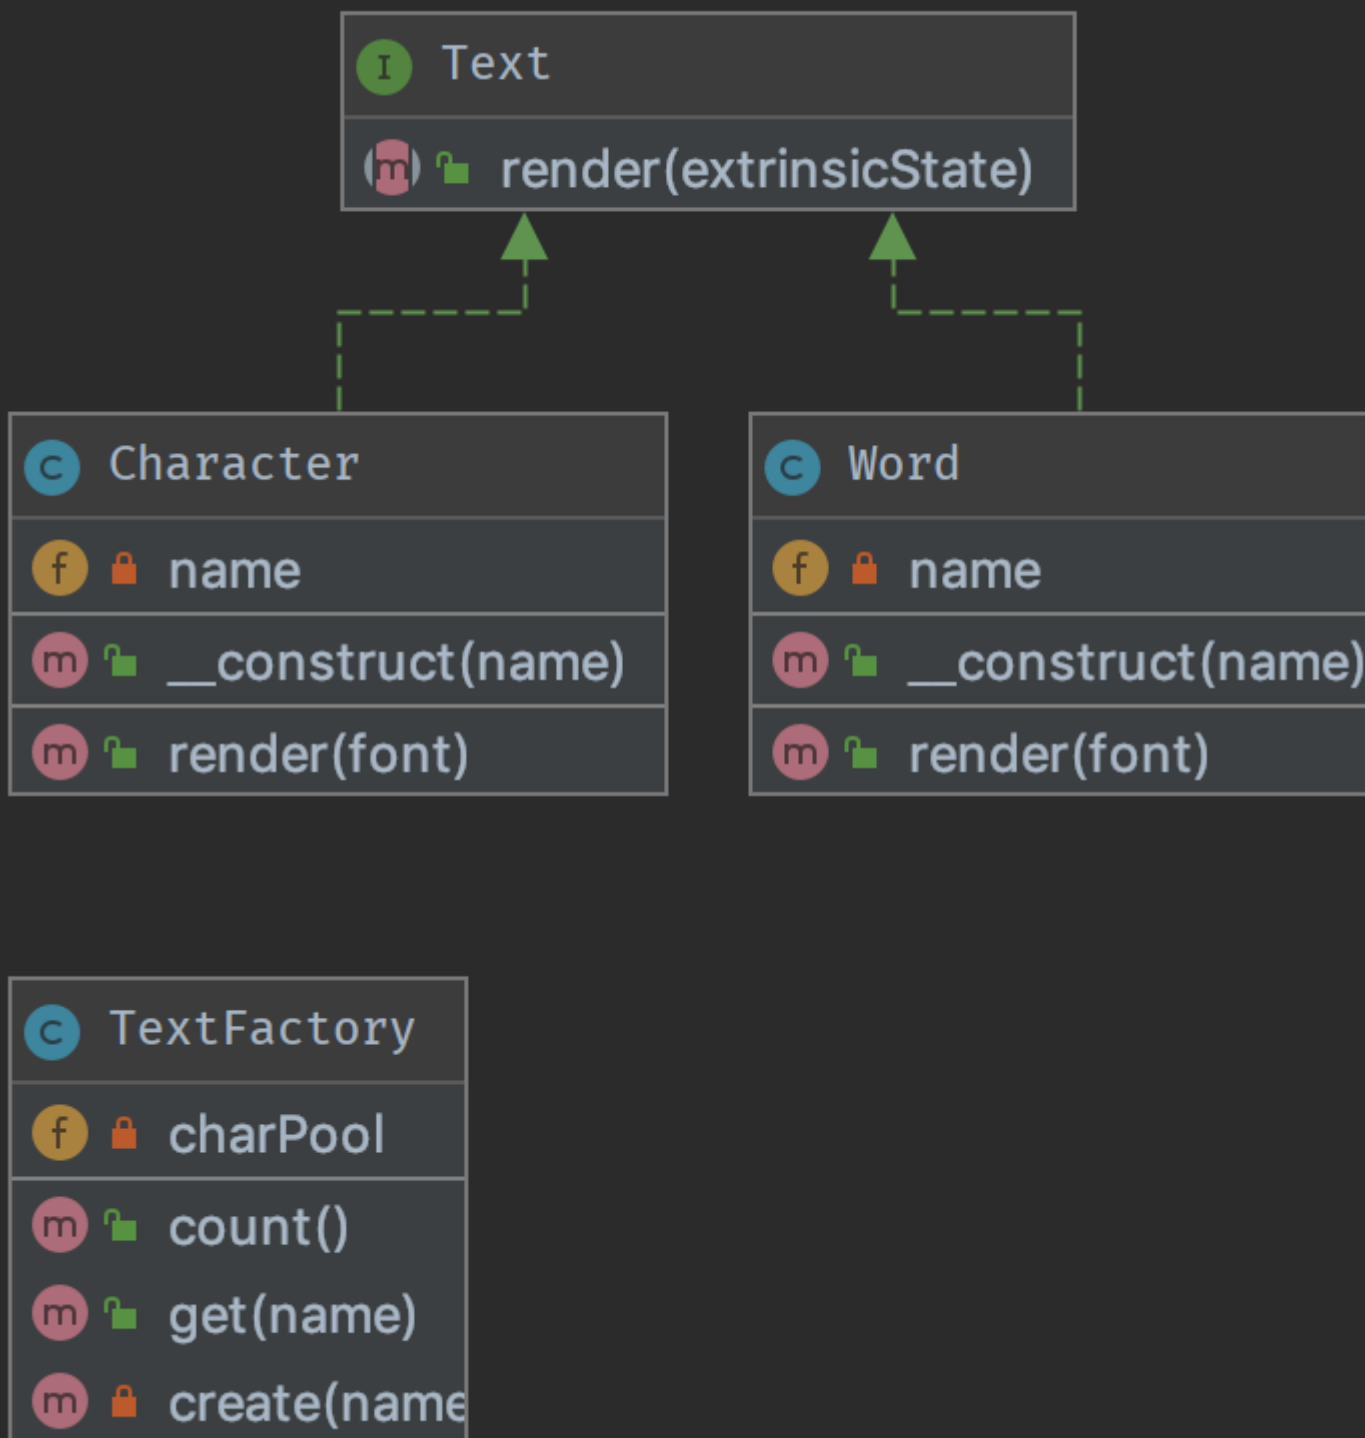 I Text
m render(extrinsicState)
C Character
f name
m __construct(name)
m render(font)
C Word
f name
m __construct(name)
m render(font)
C TextFactory
f charPool
m count()
m get(name)
m create(name